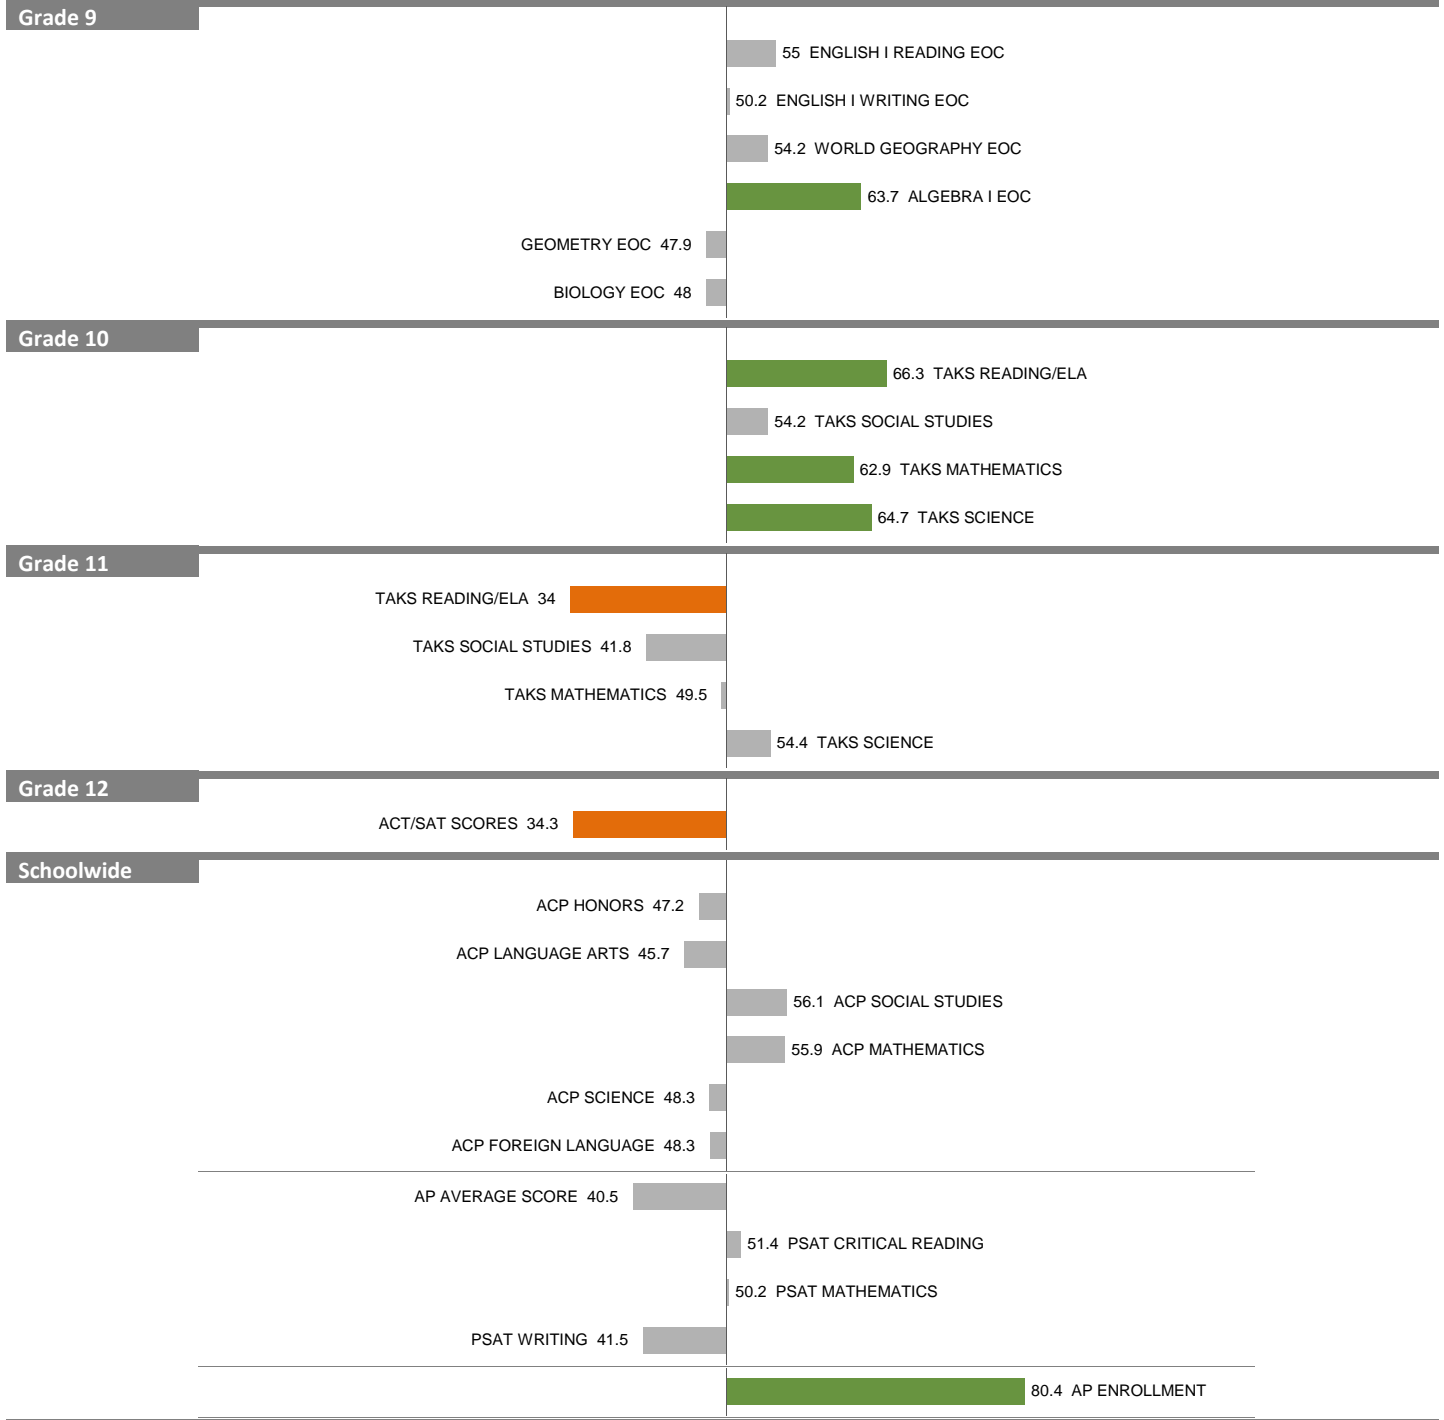 Grade 9
55 ENGLISH I READING EOC
50.2 ENGLISH I WRITING EOC
54.2 WORLD GEOGRAPHY EOC
63.7 ALGEBRA I EOC
GEOMETRY EOC 47.9
BIOLOGY EOC 48
Grade 10
66.3 TAKS READING/ELA
54.2 TAKS SOCIAL STUDIES
62.9 TAKS MATHEMATICS
64.7 TAKS SCIENCE
Grade 11
TAKS READING/ELA 34
TAKS SOCIAL STUDIES 41.8
TAKS MATHEMATICS 49.5
54.4 TAKS SCIENCE
Grade 12
ACT/SAT SCORES 34.3
Schoolwide
ACP HONORS 47.2
ACP LANGUAGE ARTS 45.7
56.1 ACP SOCIAL STUDIES
55.9 ACP MATHEMATICS
ACP SCIENCE 48.3
ACP FOREIGN LANGUAGE 48.3
AP AVERAGE SCORE 40.5
51.4 PSAT CRITICAL READING
50.2 PSAT MATHEMATICS
PSAT WRITING 41.5
80.4 AP ENROLLMENT